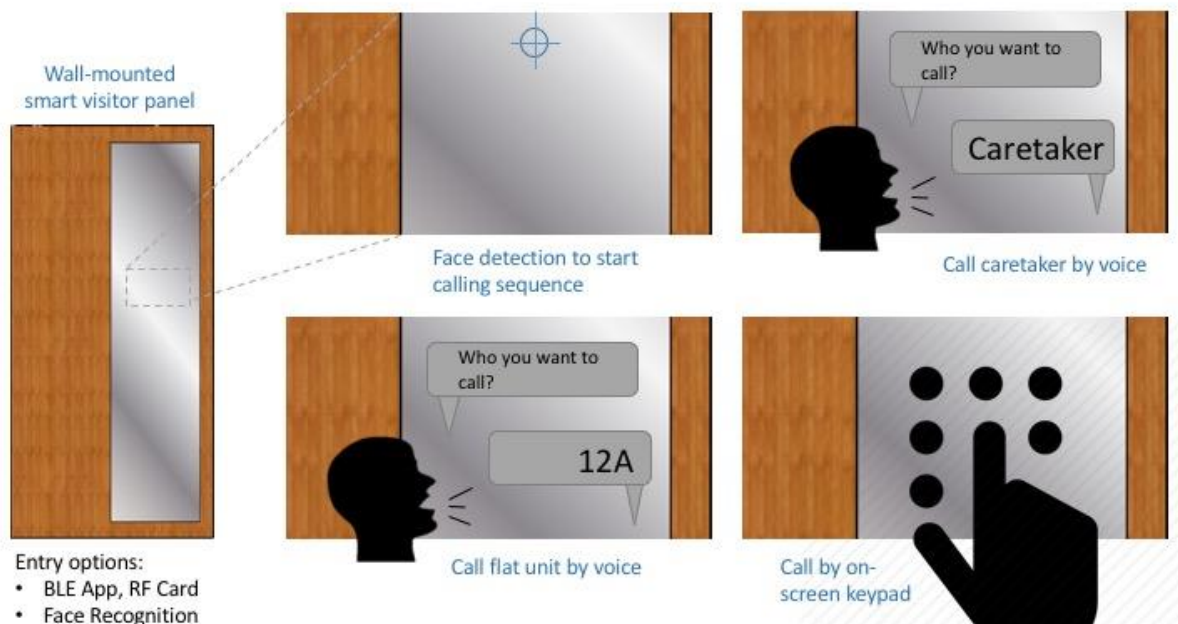 Wall-mounted
smart visitor panel
Face detection to start
calling sequence
Who you want to
call?
Caretaker
Call caretaker by voice
Who you want to
call?
12A
Call flat unit by voice
Call by on-
screen keypad
Entry options:
• BLE App, RF Card
• Face Recognition